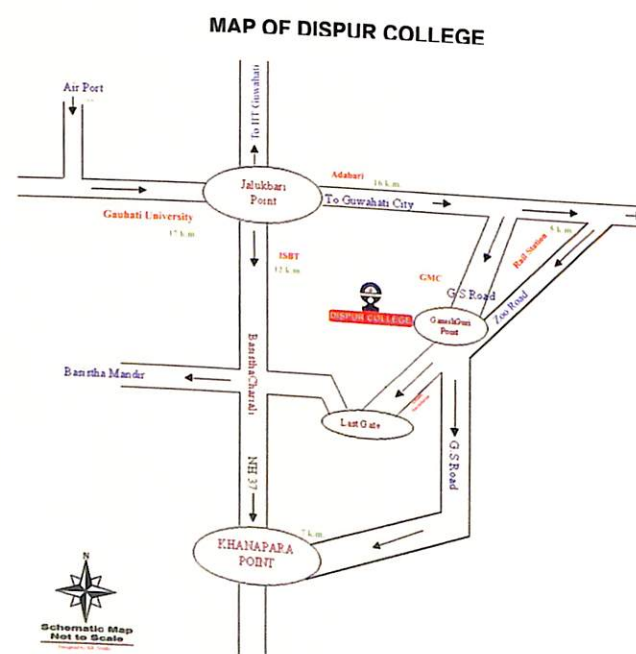 MAP OF DISPUR COLLEGE
Air Port
To IIT Guwahati
Jalukbari
Point
Adabari
16 k.m.
To Guwahati City
Gauhati University
17 k.m.
ISBT
12 k.m.
5 k.m.
Rail Station
GMC
G S Road
Zoo Road
DISPUR COLLEGE
GaneshGuri
Point
Basistha Mandir
Basistha Chariali
Last Gate
G S Road
NH 37
7 k.m.
KHANAPARA
POINT
N
Schematic Map
Not to Scale